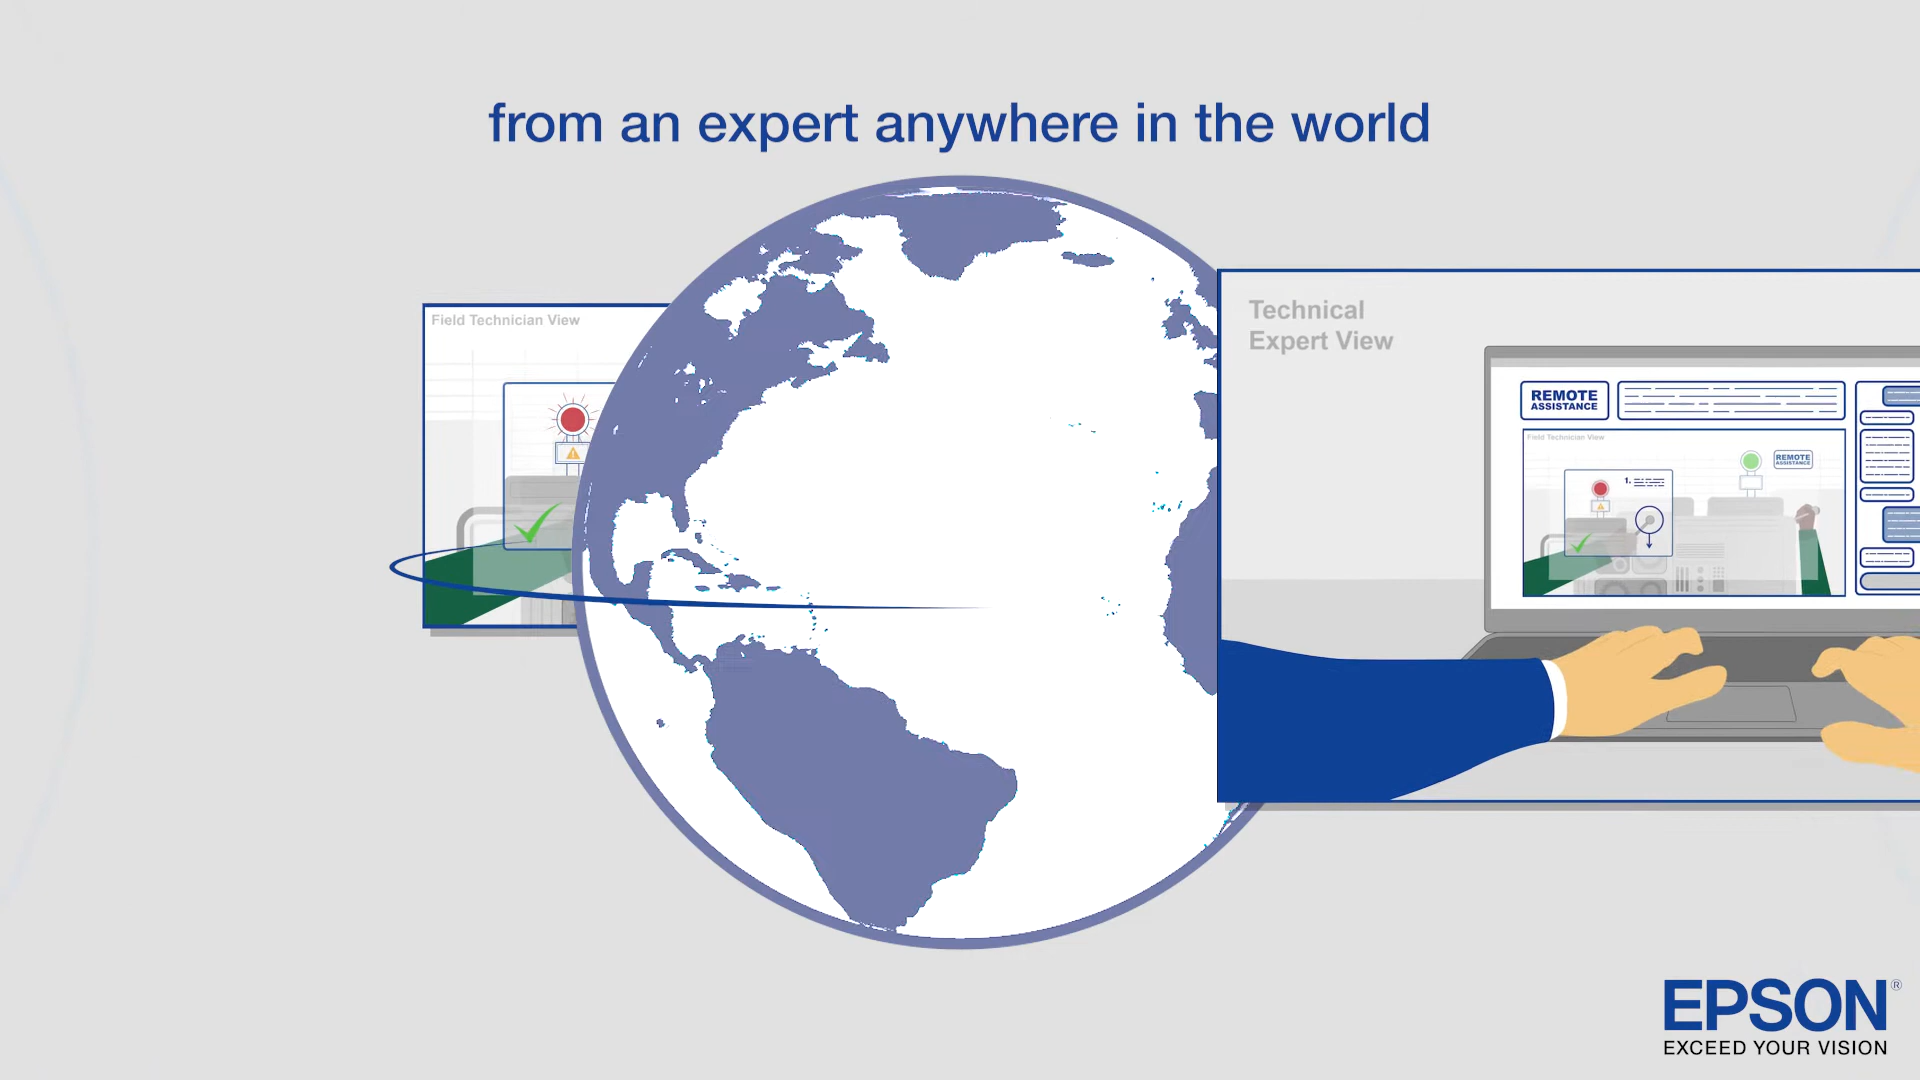 from an expert anywhere in the world
Field Technician View
Technical
Expert View
REMOTE
ASSISTANCE
Field Technician View
REMOTE
ASSISTANCE
1.
EPSON®
EXCEED YOUR VISION